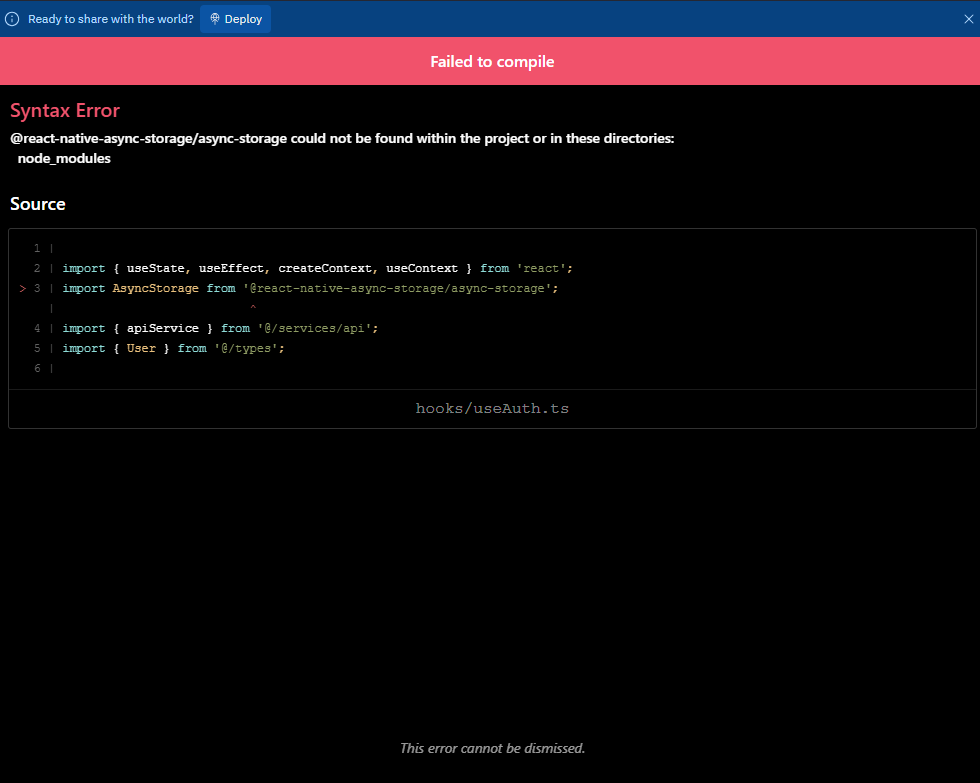 Ready to share with the world? Deploy
Failed to compile
Syntax Error
@react-native-async-storage/async-storage could not be found within the project or in these directories:
node_modules
Source
1 |
2 | import { useState, useEffect, createContext, useContext } from 'react';
> 3 | import AsyncStorage from '@react-native-async-storage/async-storage';
| ^
4 | import { apiService } from '@/services/api';
5 | import { User } from '@/types';
6 |
hooks/useAuth.ts
This error cannot be dismissed.